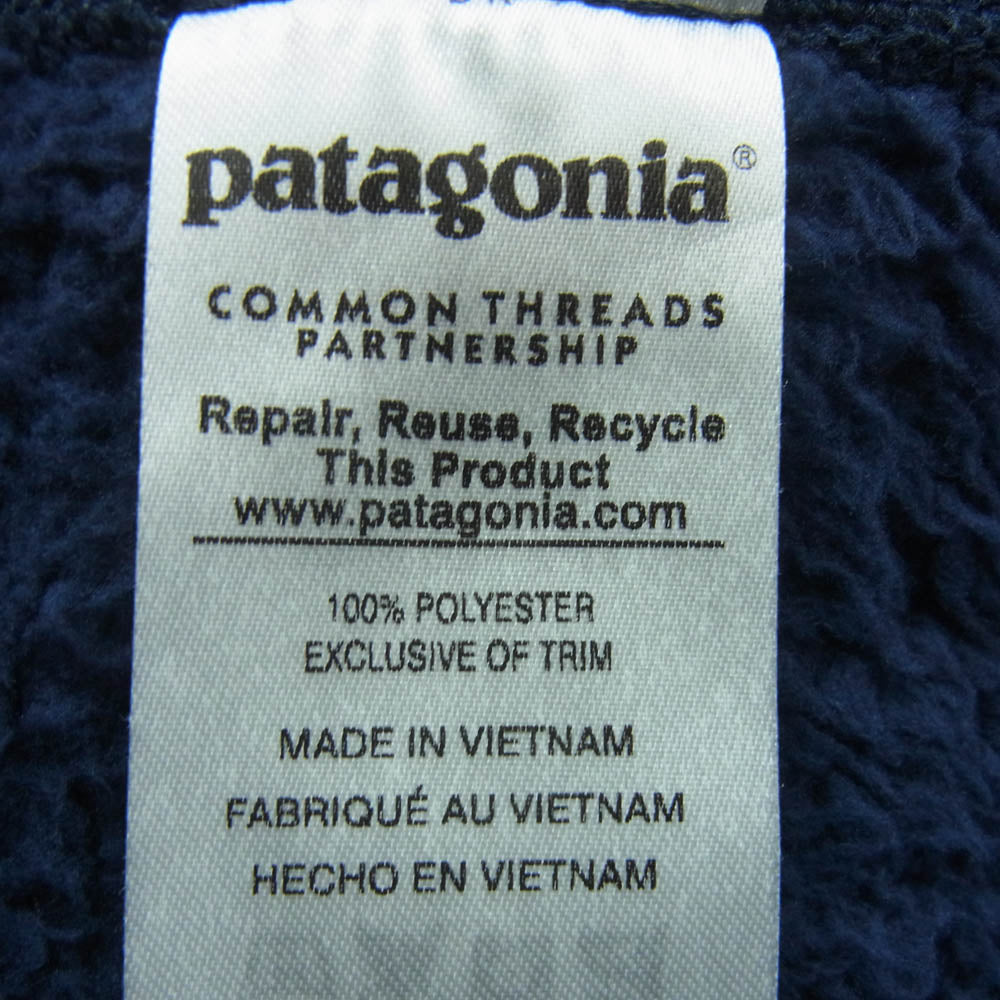 patagonia®
COMMON THREADS
PARTNERSHIP
Repair, Reuse, Recycle
This Product
www.patagonia.com
100% POLYESTER
EXCLUSIVE OF TRIM
MADE IN VIETNAM
FABRIQUÉ AU VIETNAM
HECHO EN VIETNAM